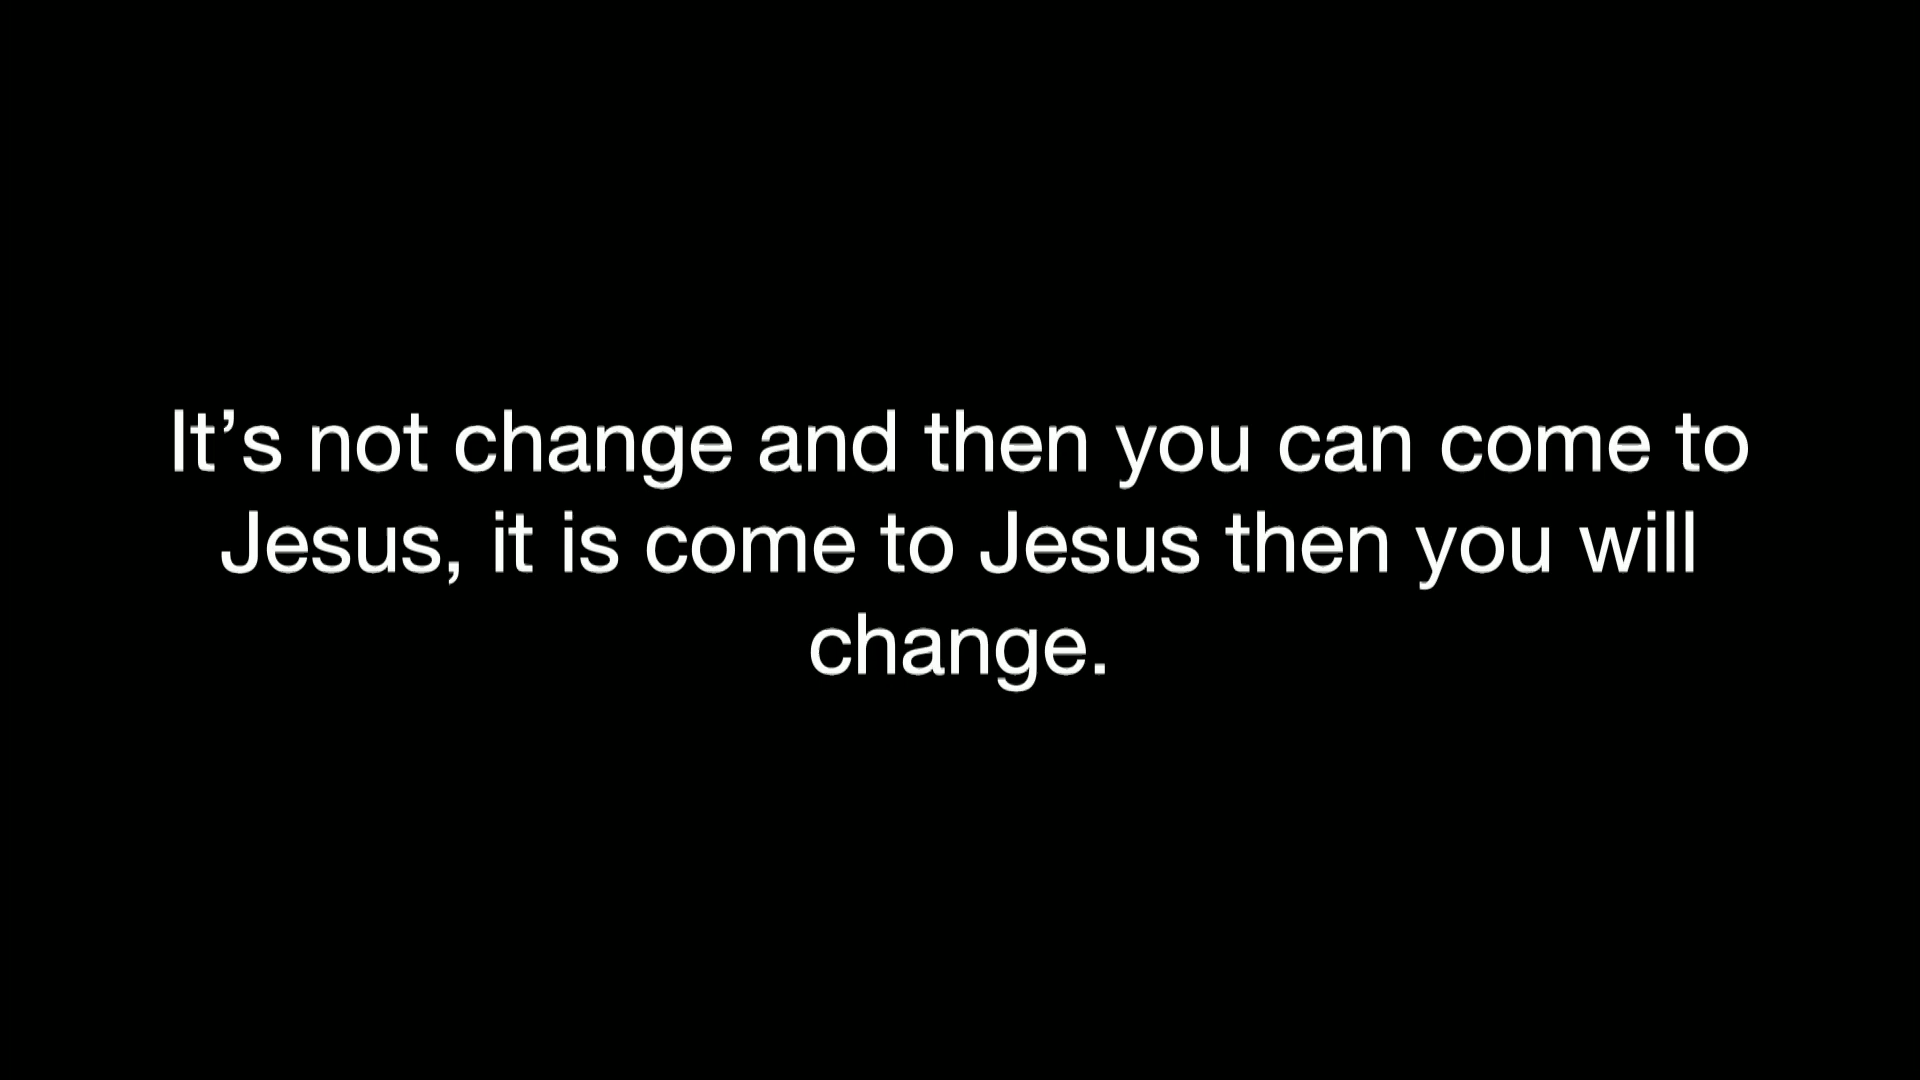 It’s not change and then you can come to
Jesus, it is come to Jesus then you will
change.